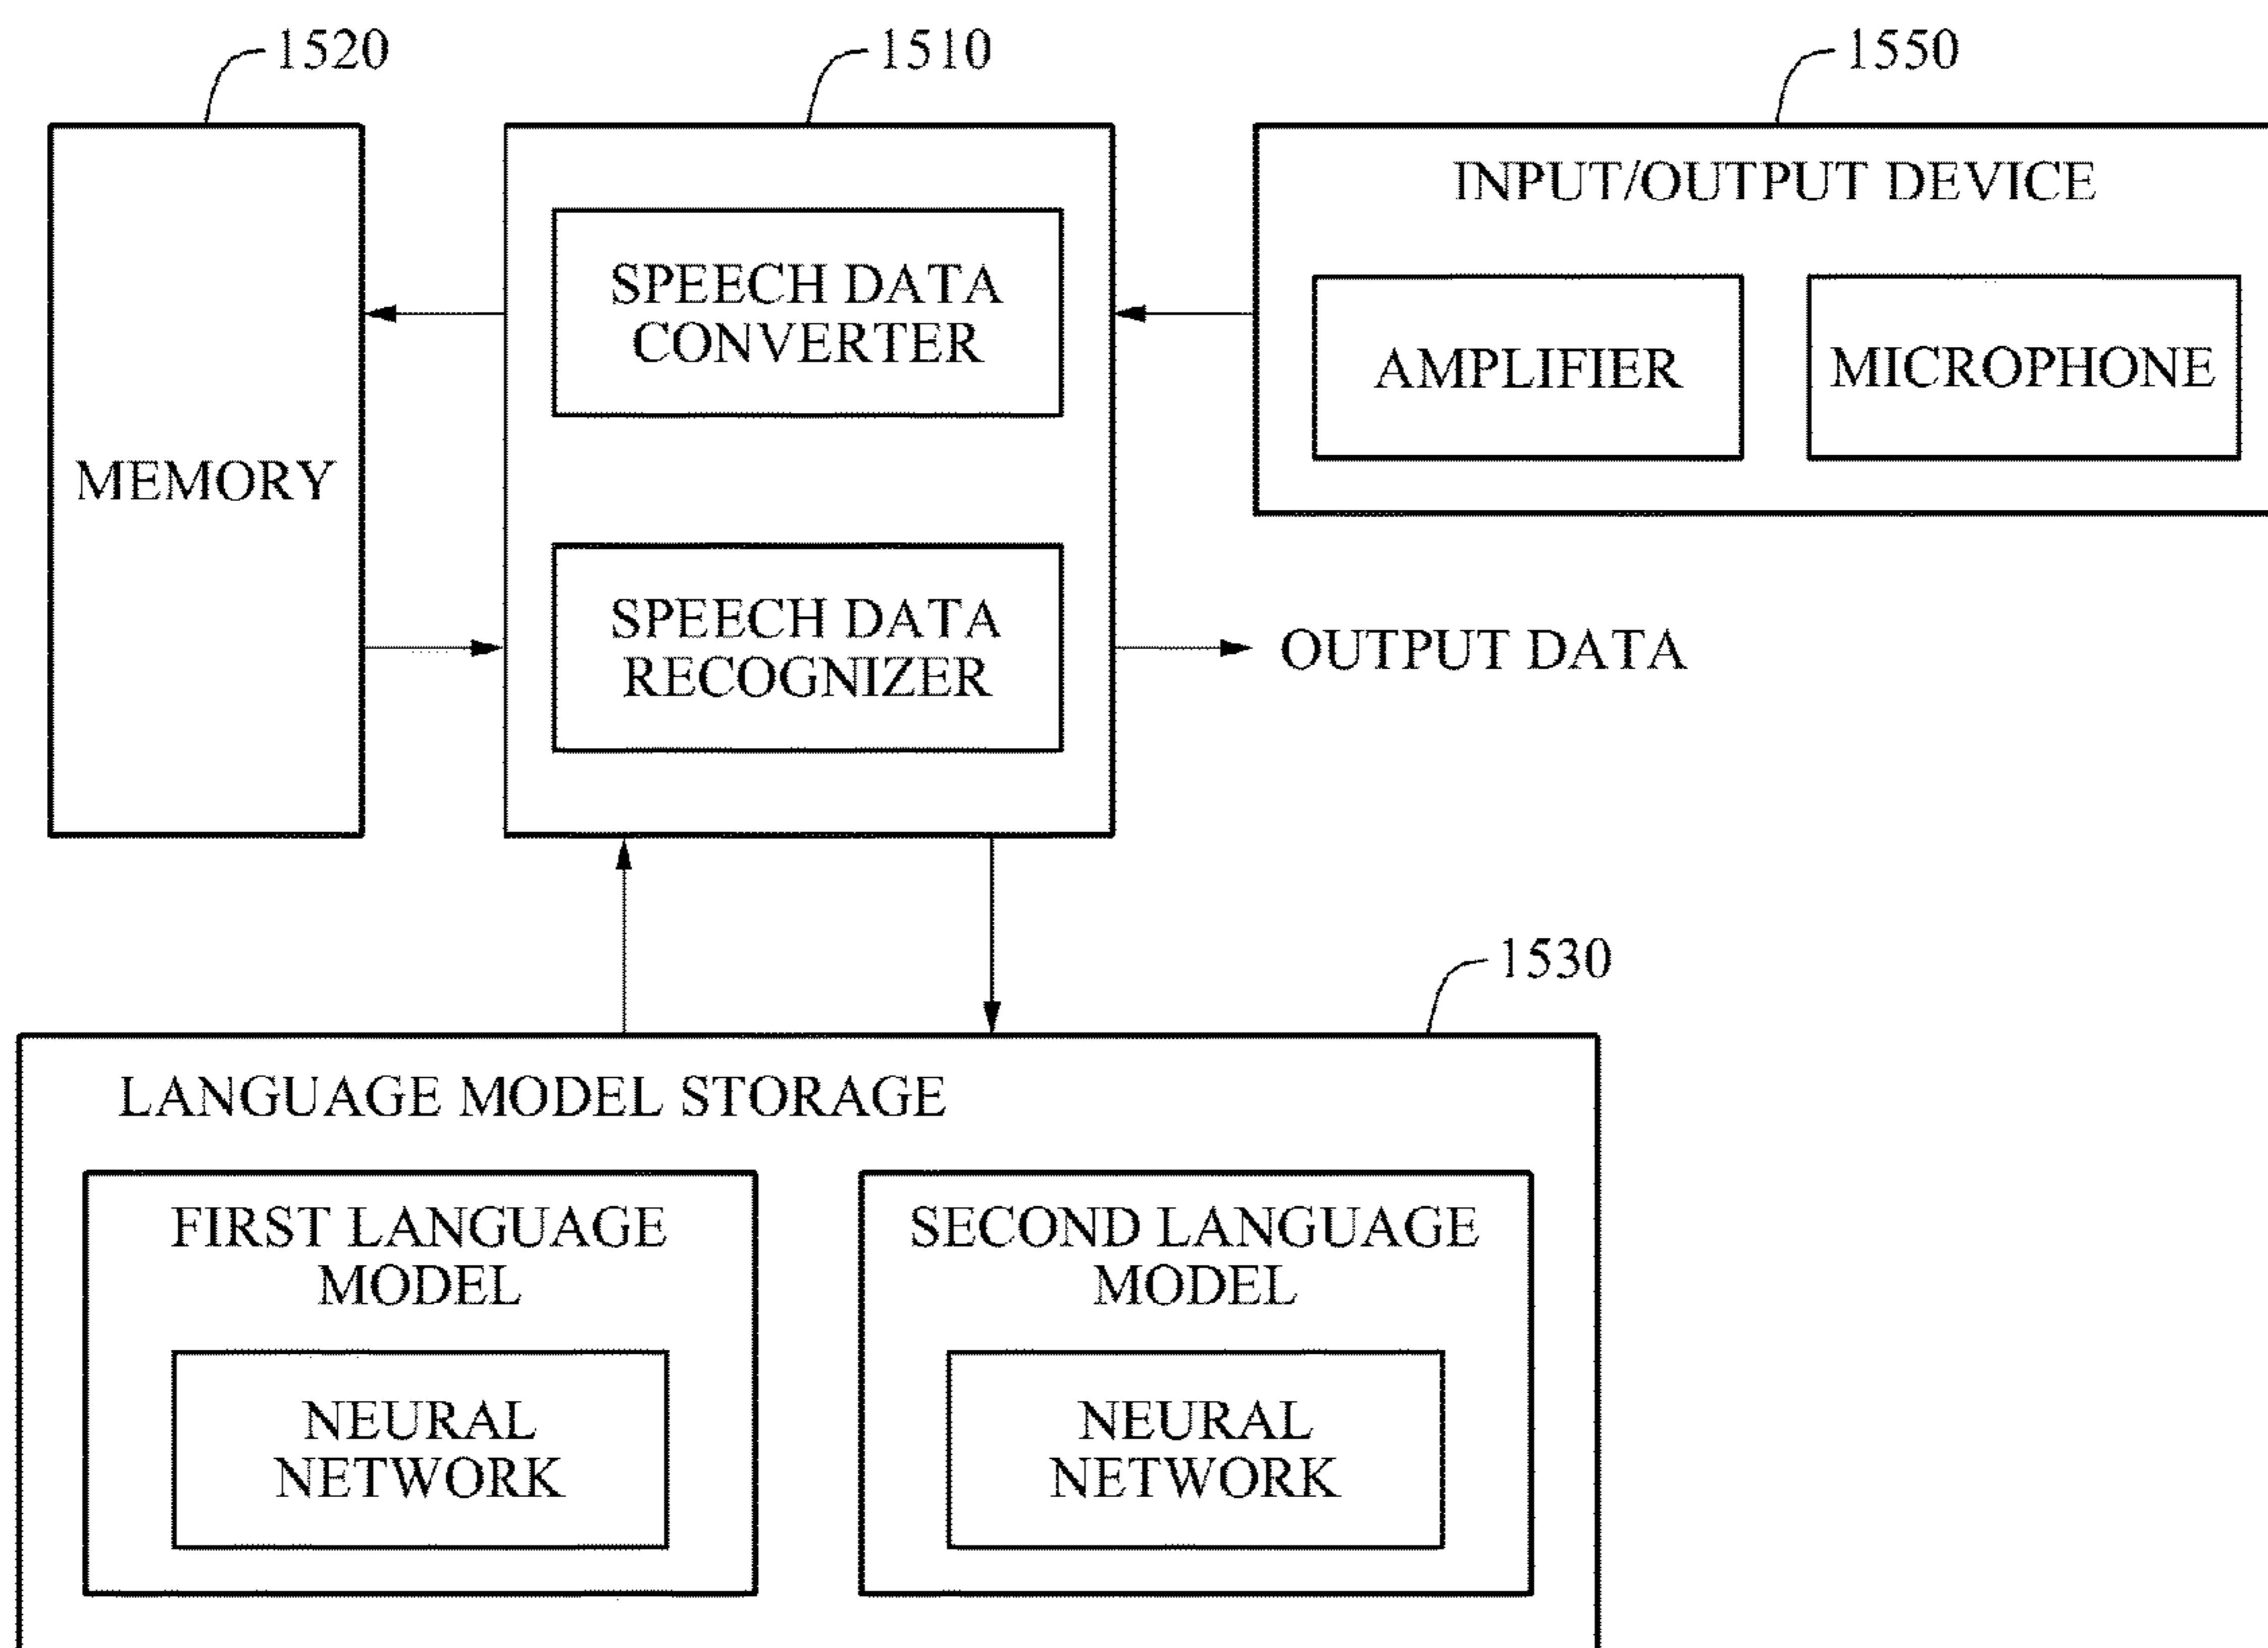 1520
1510
1550
MEMORY
SPEECH DATA
CONVERTER
SPEECH DATA
RECOGNIZER
INPUT/OUTPUT DEVICE
AMPLIFIER
MICROPHONE
OUTPUT DATA
1530
LANGUAGE MODEL STORAGE
FIRST LANGUAGE
MODEL
NEURAL
NETWORK
SECOND LANGUAGE
MODEL
NEURAL
NETWORK